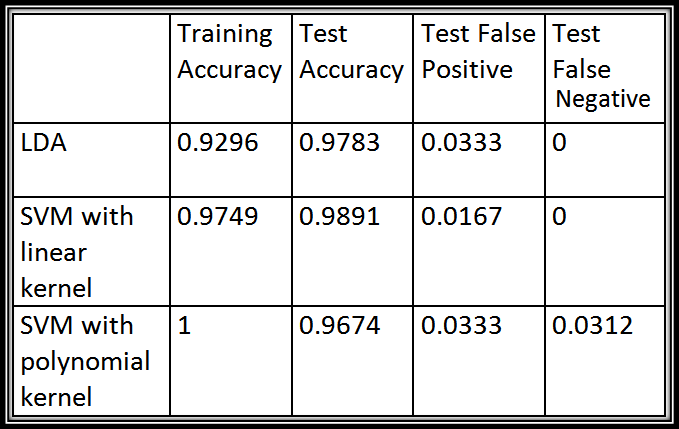 Training Accuracy
Test Accuracy
Test False Positive
Test False Negative
LDA
0.9296
0.9783
0.0333
0
SVM with linear kernel
0.9749
0.9891
0.0167
0
SVM with polynomial kernel
1
0.9674
0.0333
0.0312